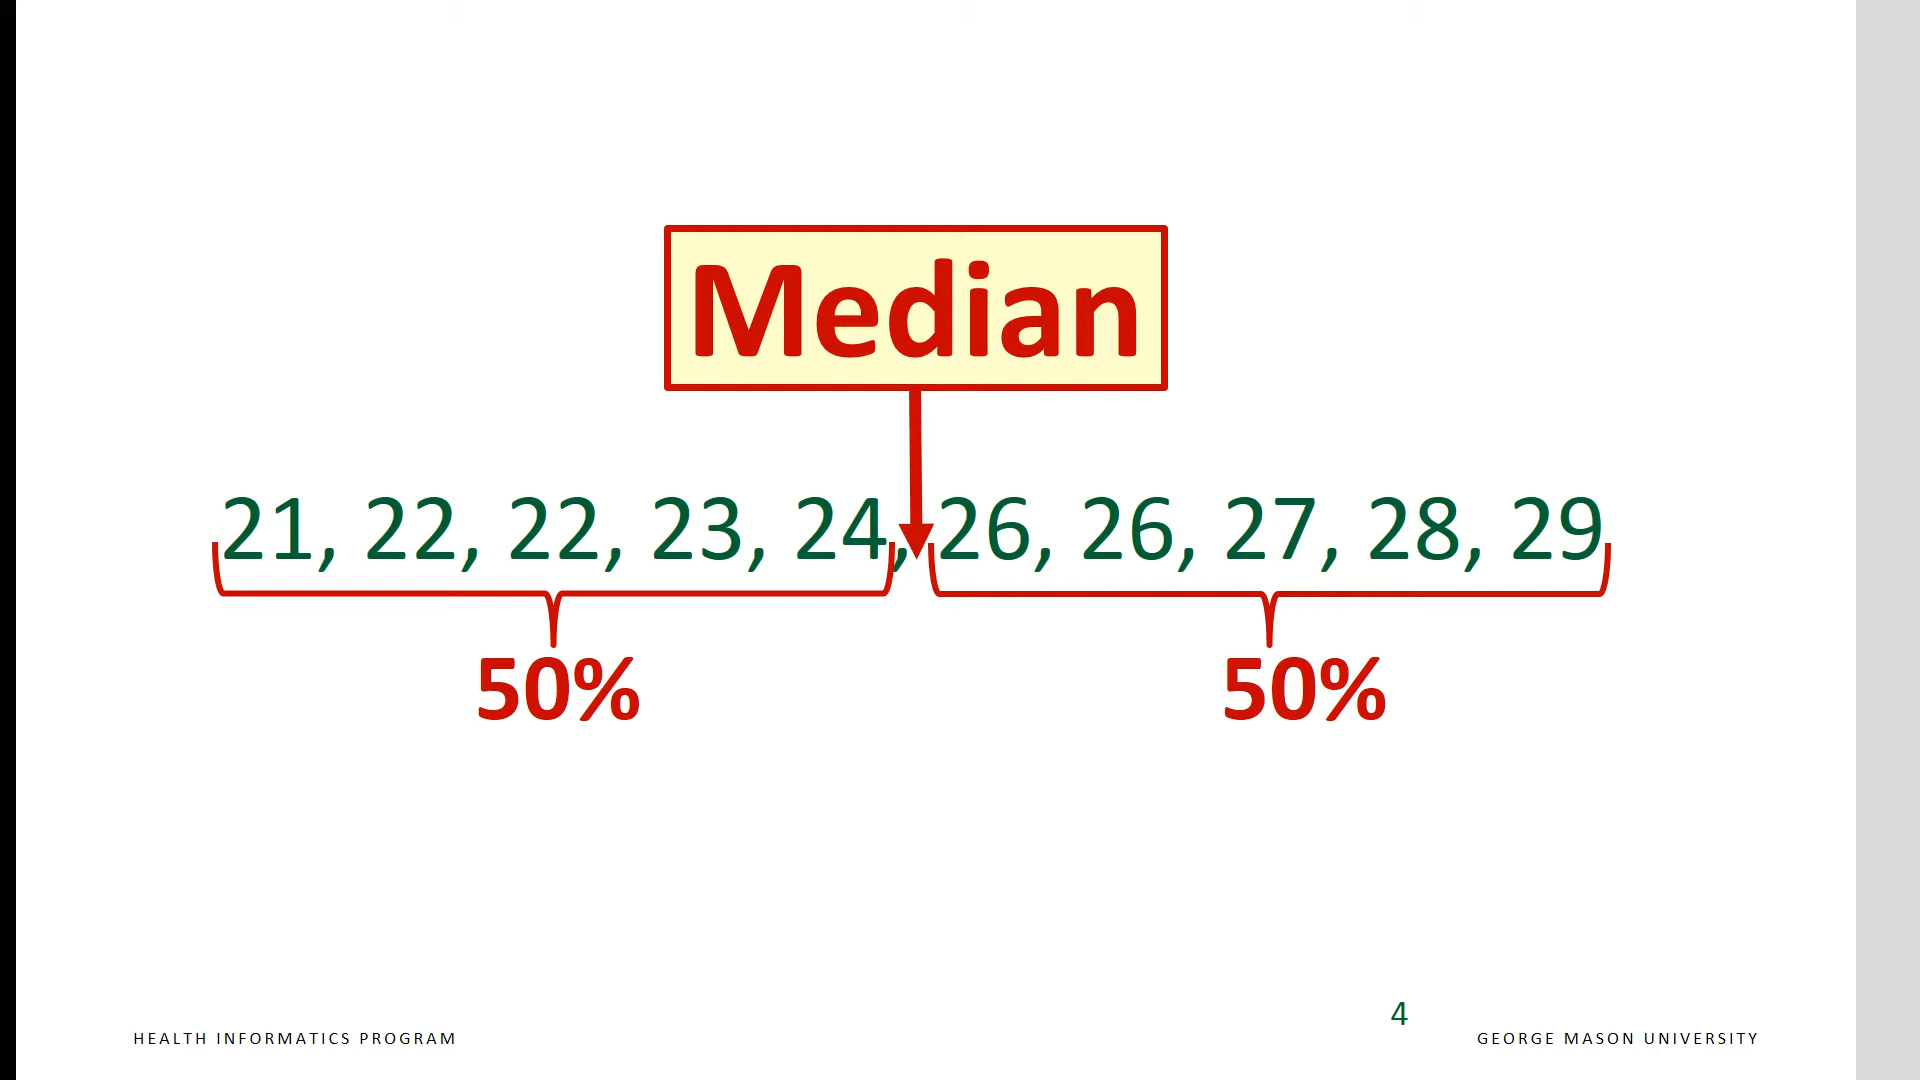 Median
21, 22, 22, 23, 24, 26, 26, 27, 28, 29
50% 50%
4
HEALTH INFORMATICS PROGRAM GEORGE MASON UNIVERSITY